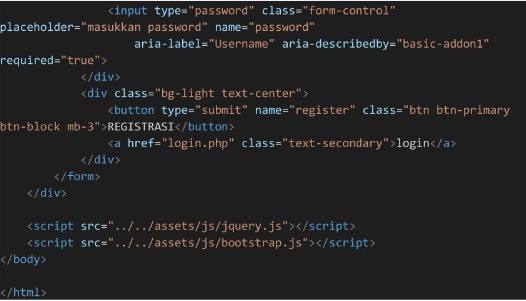 <input type="password" class="form-control"
placeholder="masukkan password" name="password"
aria-label="Username" aria-describedby="basic-addon1"
required="true">
</div>
<div class="bg-light text-center">
<button type="submit" name="register" class="btn btn-primary
btn-block mb-3">REGISTRASI</button>
<a href="login.php" class="text-secondary">login</a>
</div>
</form>
</div>
<script src="../../assets/js/jquery.js"></script>
<script src="../../assets/js/bootstrap.js"></script>
</body>
</html>